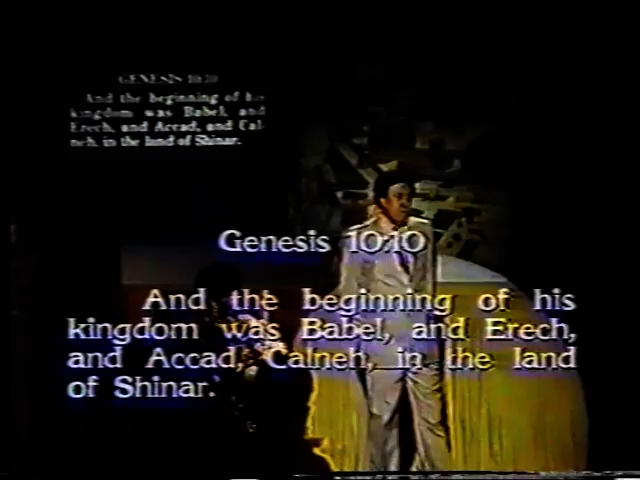 GENESIS 10:10
And the beginning of his
kingdom was Babel, and
Erech, and Accad, and Cal-
neh, in the land of Shinar.
Genesis 10:10
And the beginning of his
kingdom was Babel, and Erech,
and Accad, Calneh, in the land
of Shinar.